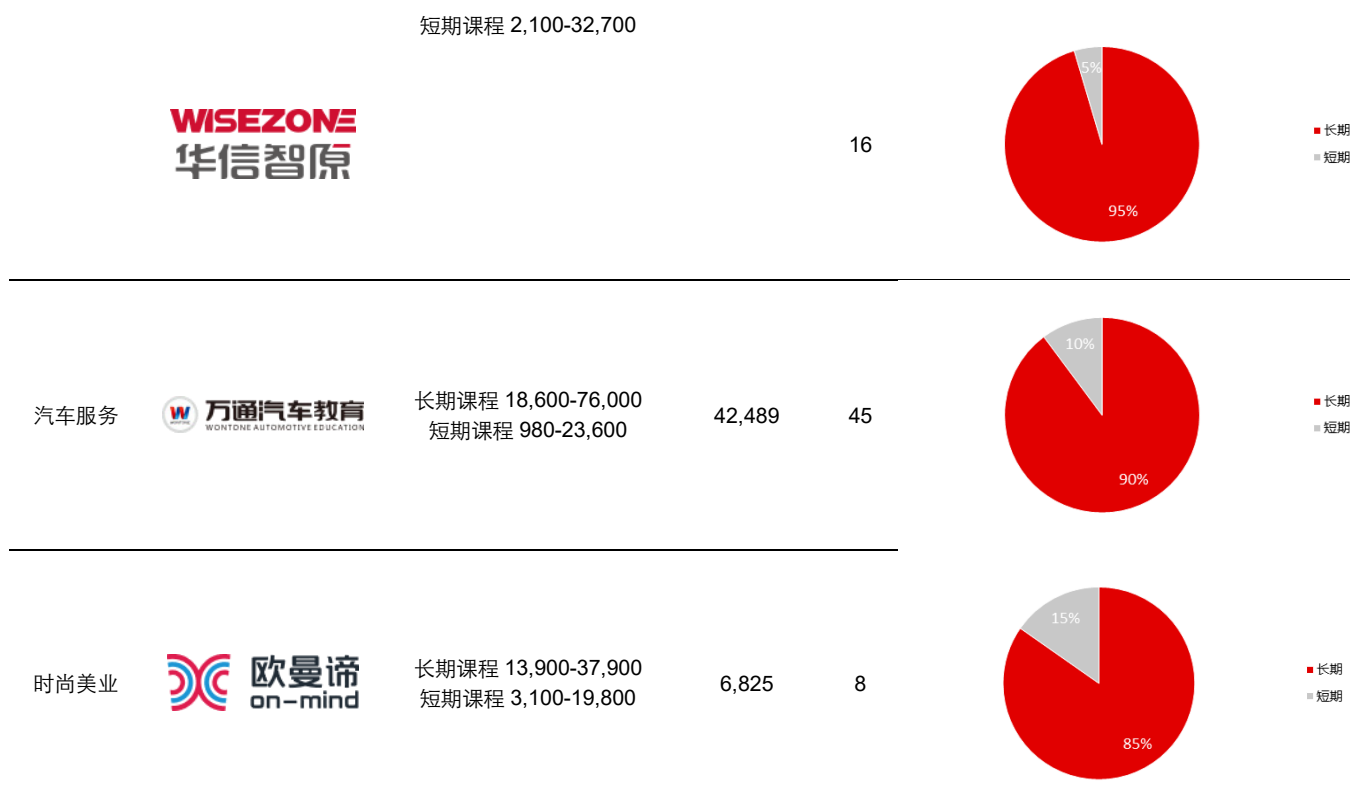 短期课程 2,100-32,700
WISEZONE
华信智原
16
5%
95%
长期
短期
汽车服务
W
WONTONE
万通汽车教育
WONTONE AUTOMOTIVE EDUCATION
长期课程 18,600-76,000
短期课程 980-23,600
42,489
45
10%
90%
长期
短期
时尚美业
欧曼谛
on-mind
长期课程 13,900-37,900
短期课程 3,100-19,800
6,825
8
15%
85%
长期
短期